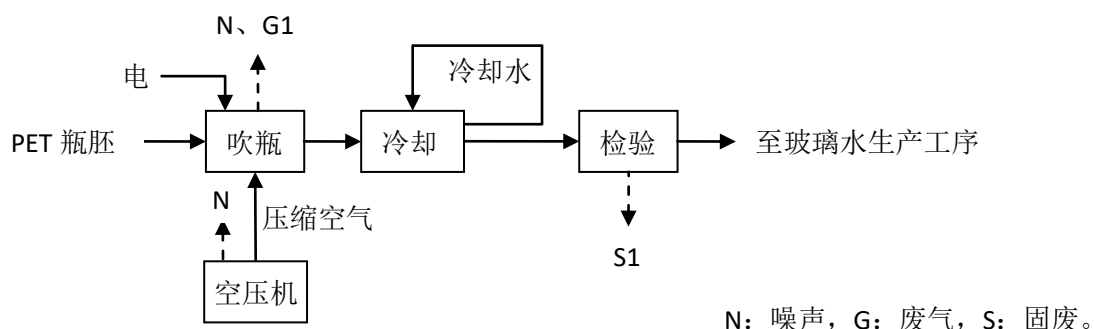 N、G1
电
冷却水
PET 瓶胚
吹瓶
冷却
检验
至玻璃水生产工序
N
压缩空气
S1
空压机
N：噪声，G：废气，S：固废。